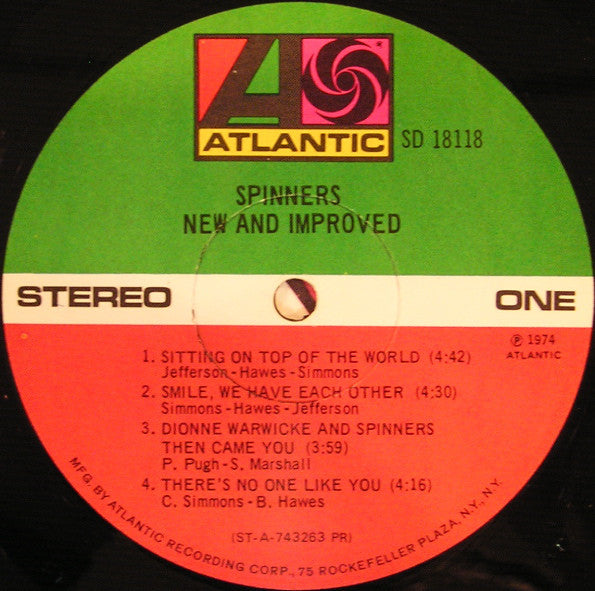 ATLANTIC
SD 18118
SPINNERS
NEW AND IMPROVED
STEREO
ONE
℗ 1974
ATLANTIC
1. SITTING ON TOP OF THE WORLD (4:42)
Jefferson-Hawes-Simmons
2. SMILE, WE HAVE EACH OTHER (4:30)
Simmons-Hawes-Jefferson
3. DIONNE WARWICKE AND SPINNERS
THEN CAME YOU (3:59)
P. Pugh-S. Marshall
4. THERE'S NO ONE LIKE YOU (4:16)
C. Simmons-B. Hawes
(ST-A-743263 PR)
MFG. BY ATLANTIC RECORDING CORP., 75 ROCKEFELLER PLAZA, N.Y., N.Y.